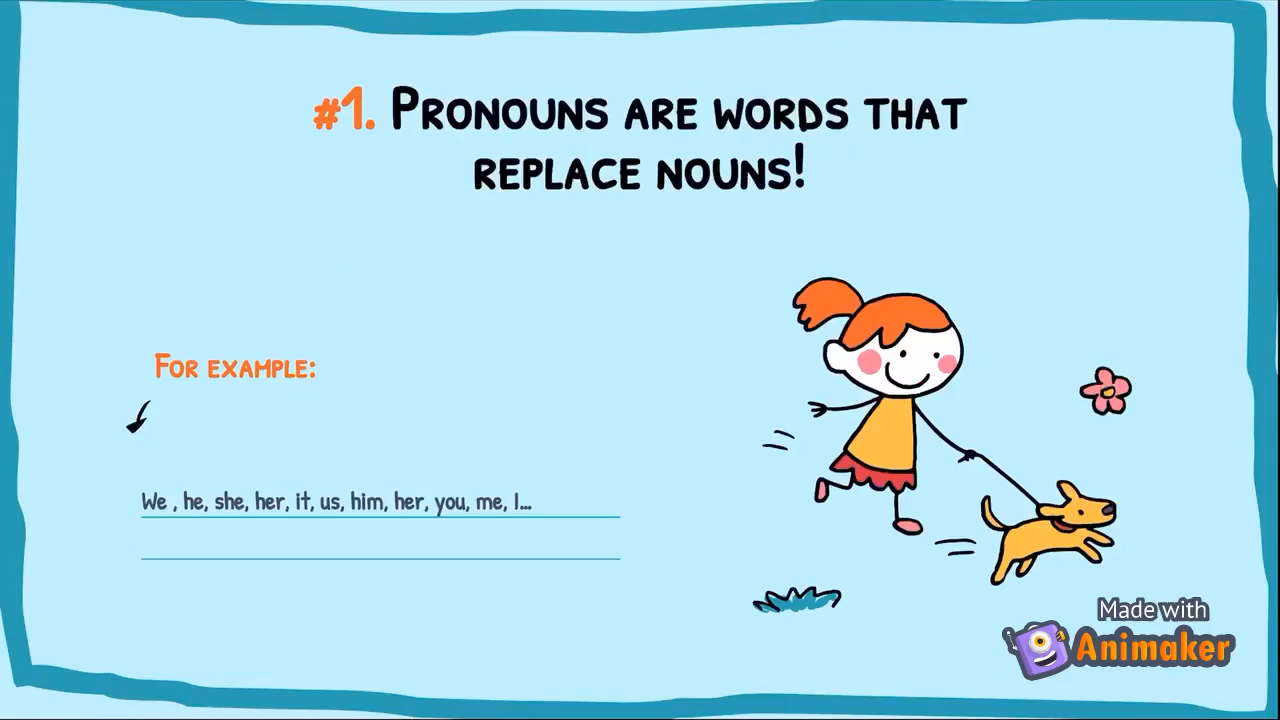 #1. PRONOUNS ARE WORDS THAT
REPLACE NOUNS!
FOR EXAMPLE:
We , he, she, her, it, us, him, her, you, me, I...
Made with
Animaker